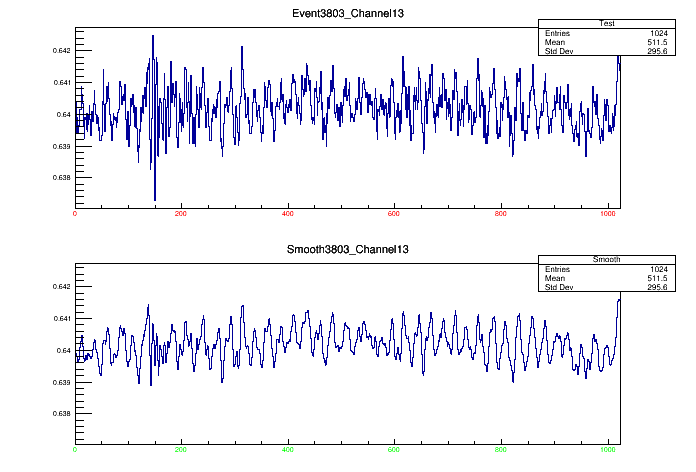 Event3803_Channel13
Test
Entries 1024
Mean 511.5
Std Dev 295.6
0.642
0.641
0.64
0.639
0.638
0 200 400 600 800 1000
Smooth3803_Channel13
Smooth
Entries 1024
Mean 511.5
Std Dev 295.6
0.642
0.641
0.64
0.639
0.638
0 200 400 600 800 1000